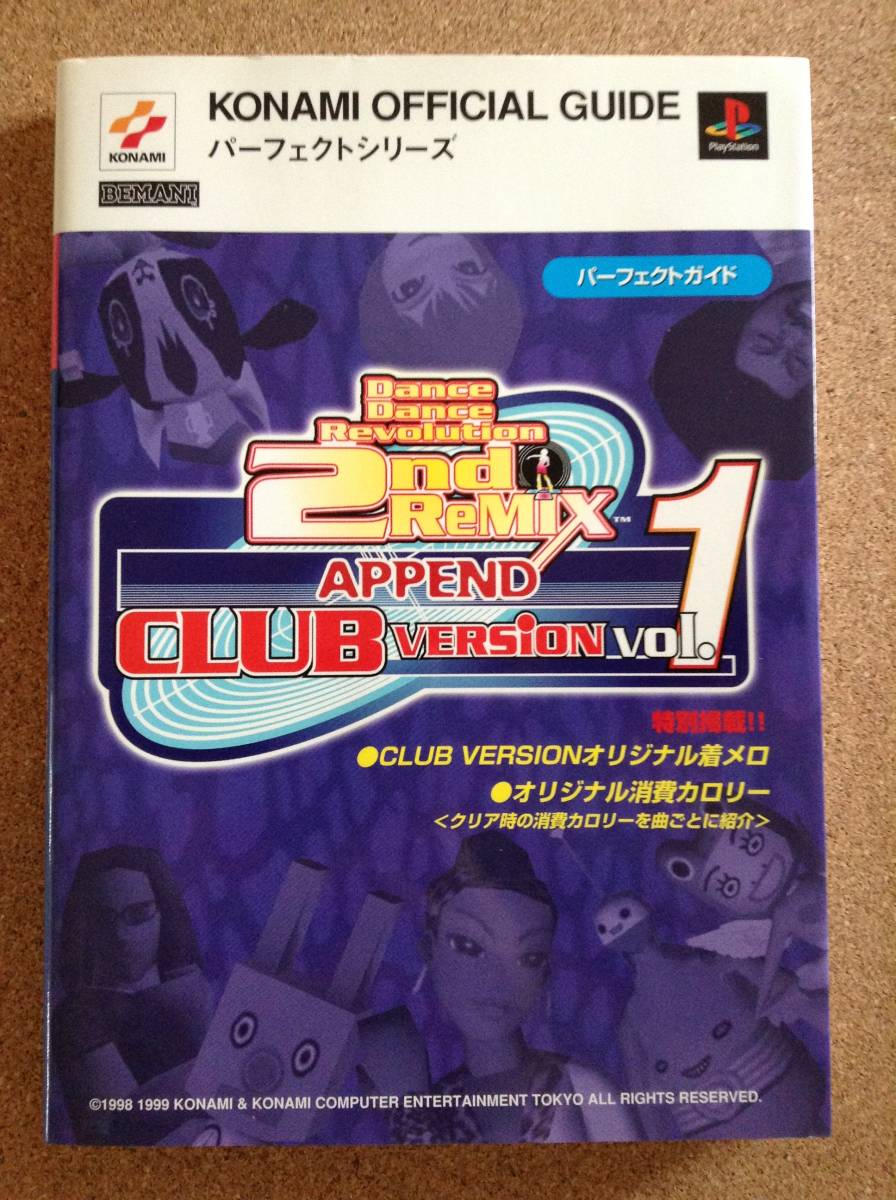 KONAMI OFFICIAL GUIDE
パーフェクトシリーズ
KONAMI
BEMANI
PlayStation
パーフェクトガイド
Dance
Dance
Revolution
2nd
ReMIX™
APPEND
CLUB VERSiON vol.1
特別掲載!!
●CLUB VERSIONオリジナル着メロ
●オリジナル消費カロリー
<クリア時の消費カロリーを曲ごとに紹介>
©1998 1999 KONAMI & KONAMI COMPUTER ENTERTAINMENT TOKYO ALL RIGHTS RESERVED.